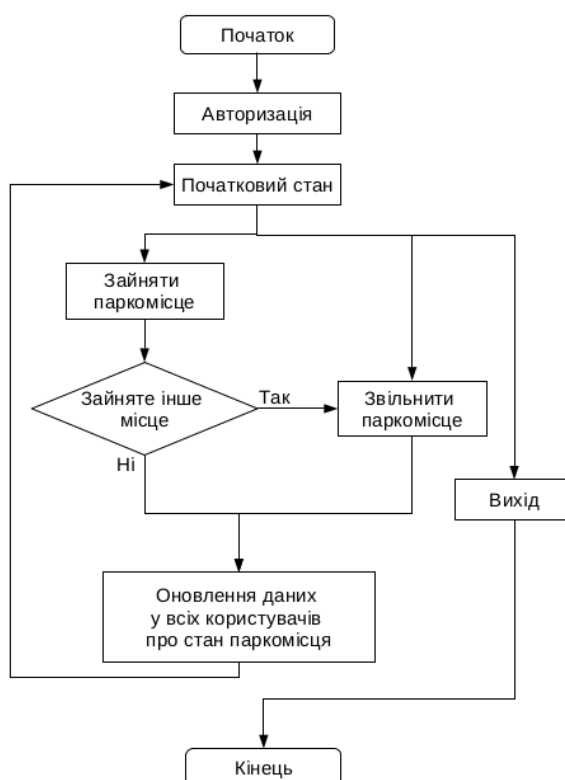 Початок
Авторизація
Початковий стан
Зайняти
паркомісце
Зайняте інше
місце
Так
Ні
Звільнити
паркомісце
Вихід
Оновлення даних
у всіх користувачів
про стан паркомісця
Кінець